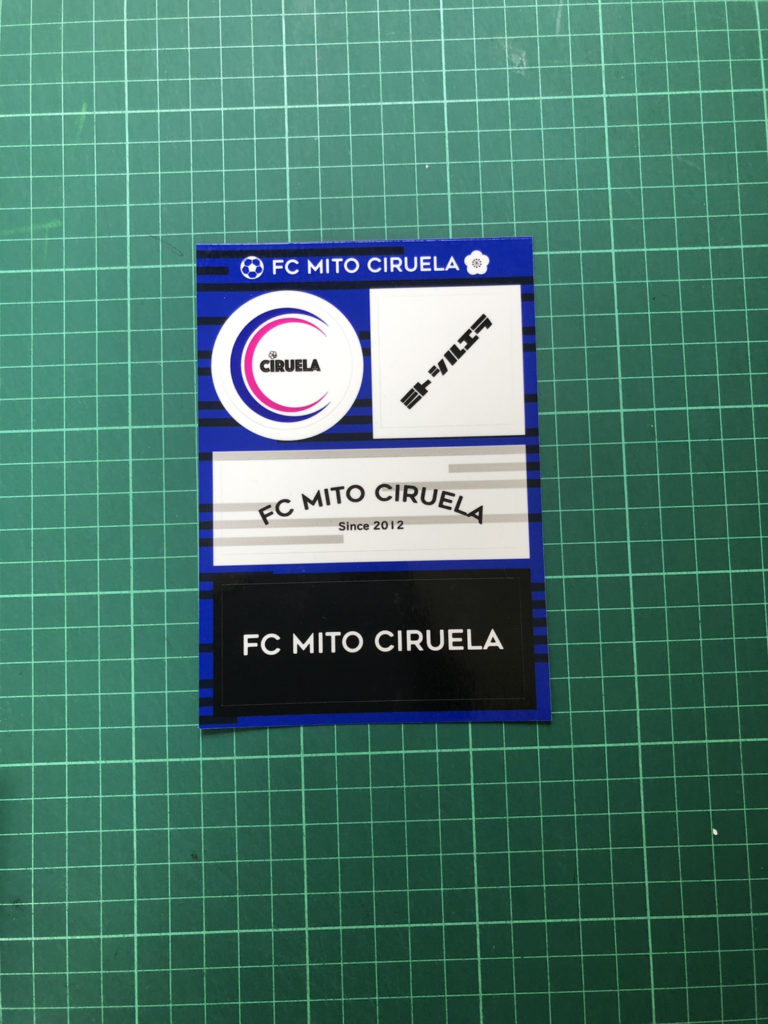 FC MITO CIRUELA
CIRUELA
ミトシルエラ
FC MITO CIRUELA
Since 2012
FC MITO CIRUELA